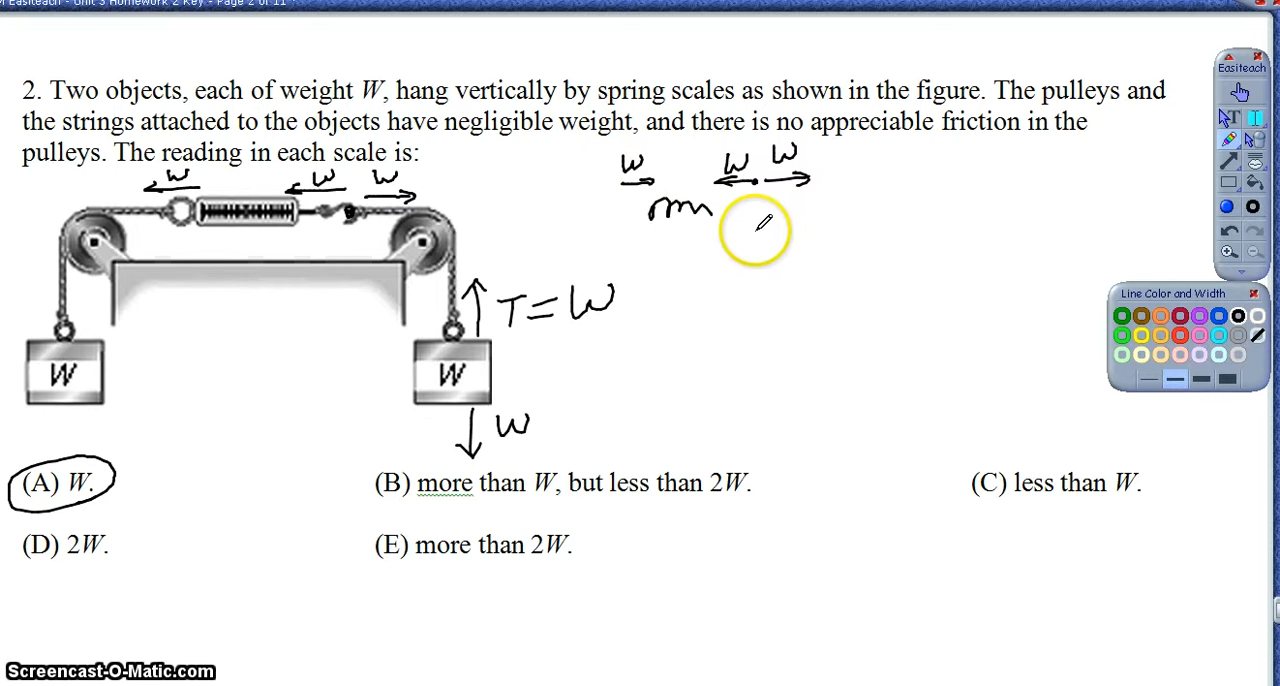 M Easiteach - Unit 3 Homework 2 Key - Page 2 of 11
Easiteach
2. Two objects, each of weight W, hang vertically by spring scales as shown in the figure. The pulleys and
the strings attached to the objects have negligible weight, and there is no appreciable friction in the
pulleys. The reading in each scale is:
W W W W W W
T
Line Color and Width
T = W
W W
W
(A) W. (B) more than W, but less than 2W. (C) less than W.
(D) 2W. (E) more than 2W.
Screencast-O-Matic.com